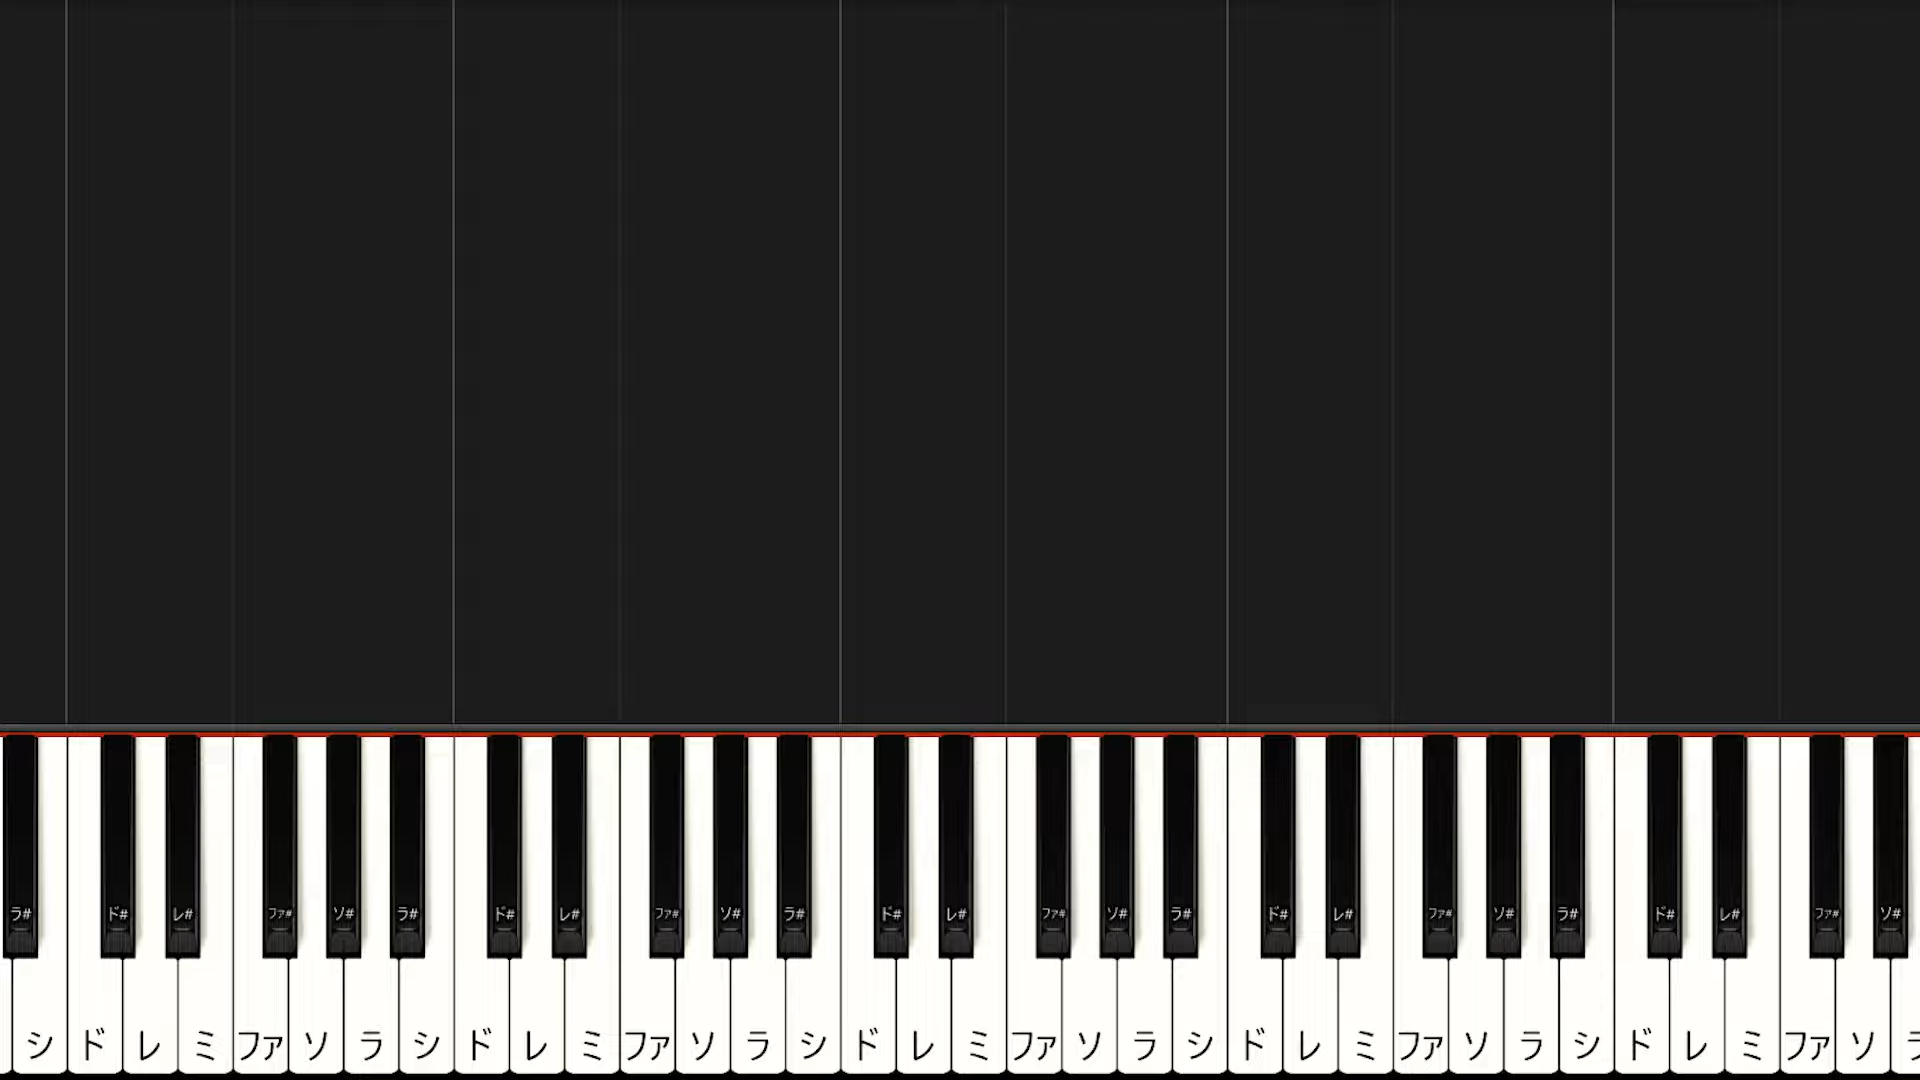 ラ# ド# レ# ファ# ソ# ラ# ド# レ# ファ# ソ# ラ# ド# レ# ファ# ソ# ラ# ド# レ# ファ# ソ# ラ# ド# レ# ファ# ソ#
シ ド レ ミ ファ ソ ラ シ ド レ ミ ファ ソ ラ シ ド レ ミ ファ ソ ラ シ ド レ ミ ファ ソ ラ シ ド レ ミ ファ ソ ラ